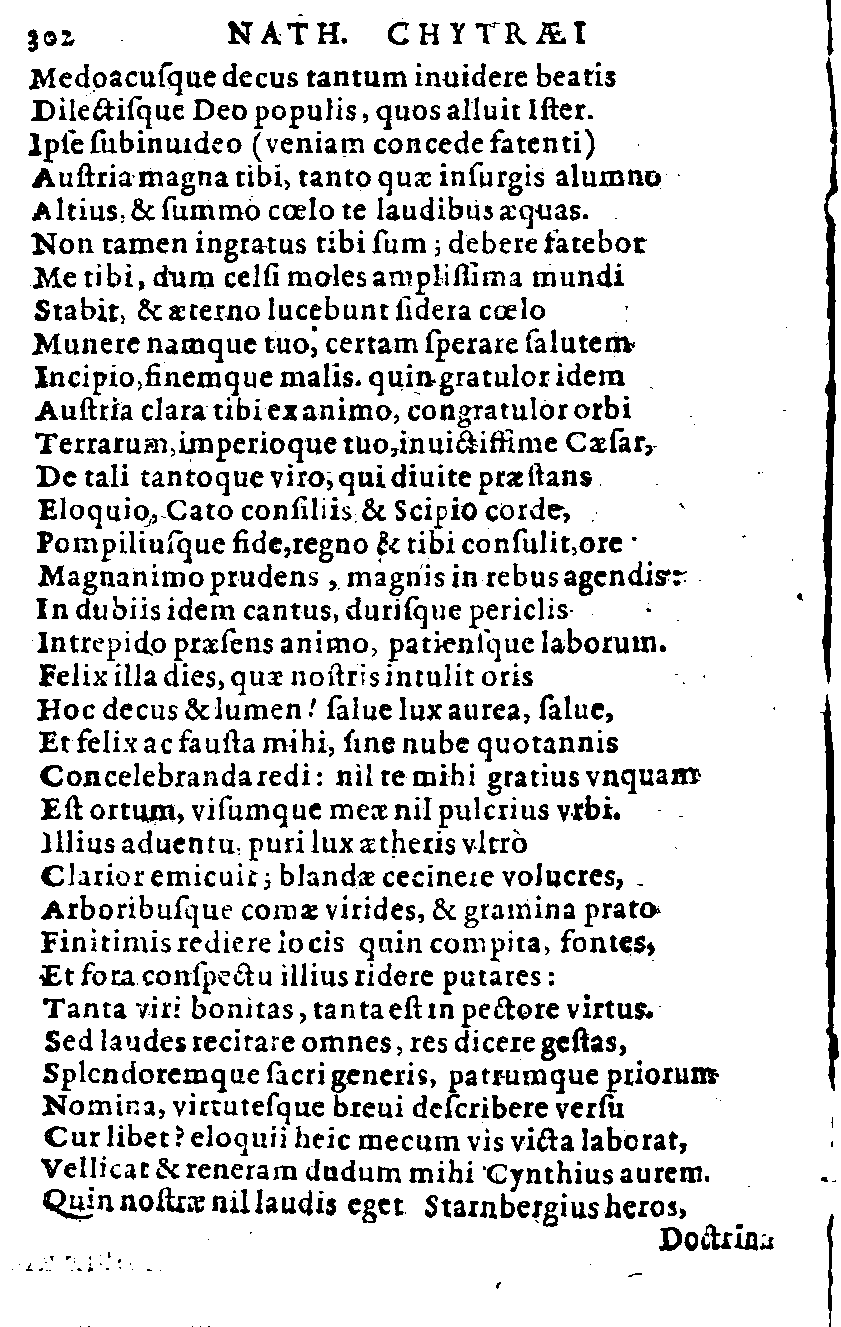 302 NATH. CHYTRÆI
Medoacuſque decus tantum inuidere beatis
Dilectiſque Deo populis, quos alluit Iſter.
Ipſe ſubinuideo (veniam concede fatenti)
Auſtria magna tibi, tanto quæ inſurgis alumno
Altius, & ſummo cœlo te laudibus æquas.
Non tamen ingratus tibi ſum; debere fatebor
Me tibi, dum celſi moles ampliſſima mundi
Stabit, & æterno lucebunt ſidera cœlo
Munere namque tuo, certam ſperare ſalutem
Incipio, finemque malis. quin gratulor idem
Auſtria clara tibi ex animo, congratulor orbi
Terrarum, imperioque tuo, inuictiſſime Cæſar,
De tali tantoque viro, qui diuite præſtans
Eloquio, Cato conſiliis & Scipio corde,
Pompiliuſque fide, regno & tibi conſulit, ore
Magnanimo prudens, magnis in rebus agendis:
In dubiis idem cantus, duriſque periclis
Intrepido præſens animo, patienſque laborum.
Felix illa dies, quæ noſtris intulit oris
Hoc decus & lumen! ſalue lux aurea, ſalue,
Et felix ac fauſta mihi, ſine nube quotannis
Concelebranda redi: nil te mihi gratius vnquam
Eſt ortum, viſumque meæ nil pulcrius vrbi.
Illius aduentu, puri lux ætheris vltrò
Clarior emicuit; blandæ cecinere volucres,
Arboribuſque comæ virides, & gramina prato
Finitimis rediere locis quin compita, fontes,
Et fora conſpectu illius ridere putares:
Tanta viri bonitas, tanta eſt in pectore virtus.
Sed laudes recitare omnes, res dicere geſtas,
Splendoremque ſacri generis, patrumque priorum
Nomina, virtuteſque breui deſcribere verſu
Cur libet? eloquii heic mecum vis victa laborat,
Vellicat & teneram dudum mihi Cynthius aurem.
Quin noſtræ nil laudis eget Starnbergius heros,
Doctrina